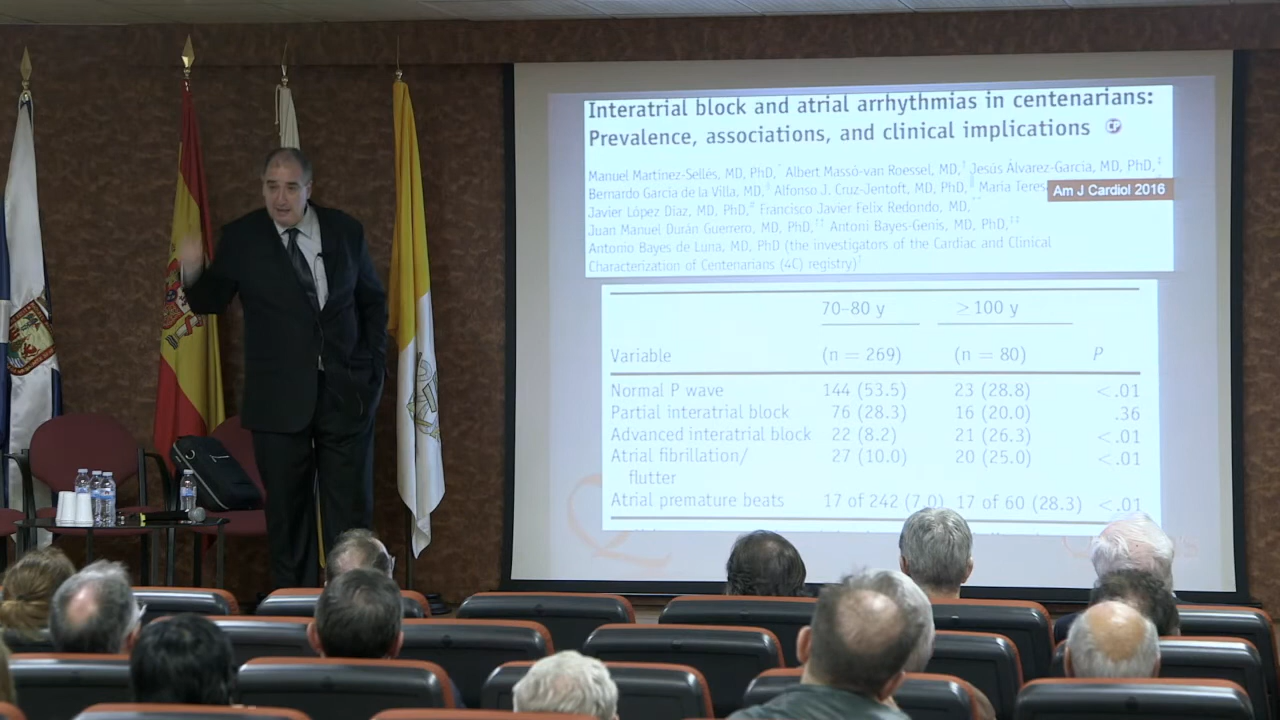 Interatrial block and atrial arrhythmias in centenarians:
Prevalence, associations, and clinical implications
Manuel Martínez-Sellés, MD, PhD, Albert Massó-van Roessel, MD, Jesús Álvarez-García, MD, PhD,
Bernardo García de la Villa, MD, Alfonso J. Cruz-Jentoft, MD, PhD, María Teres
Am J Cardiol 2016
Javier López Díaz, MD, PhD, Francisco Javier Felix Redondo, MD,
Juan Manuel Durán Guerrero, MD, PhD, Antoni Bayes-Genis, MD, PhD,
Antonio Bayes de Luna, MD, PhD (the investigators of the Cardiac and Clinical
Characterization of Centenarians (4C) registry)
70–80 y ≥100 y
Variable (n = 269) (n = 80) P
Normal P wave 144 (53.5) 23 (28.8) <.01
Partial interatrial block 76 (28.3) 16 (20.0) .36
Advanced interatrial block 22 (8.2) 21 (26.3) <.01
Atrial fibrillation/ 27 (10.0) 20 (25.0) <.01
flutter
Atrial premature beats 17 of 242 (7.0) 17 of 60 (28.3) <.01